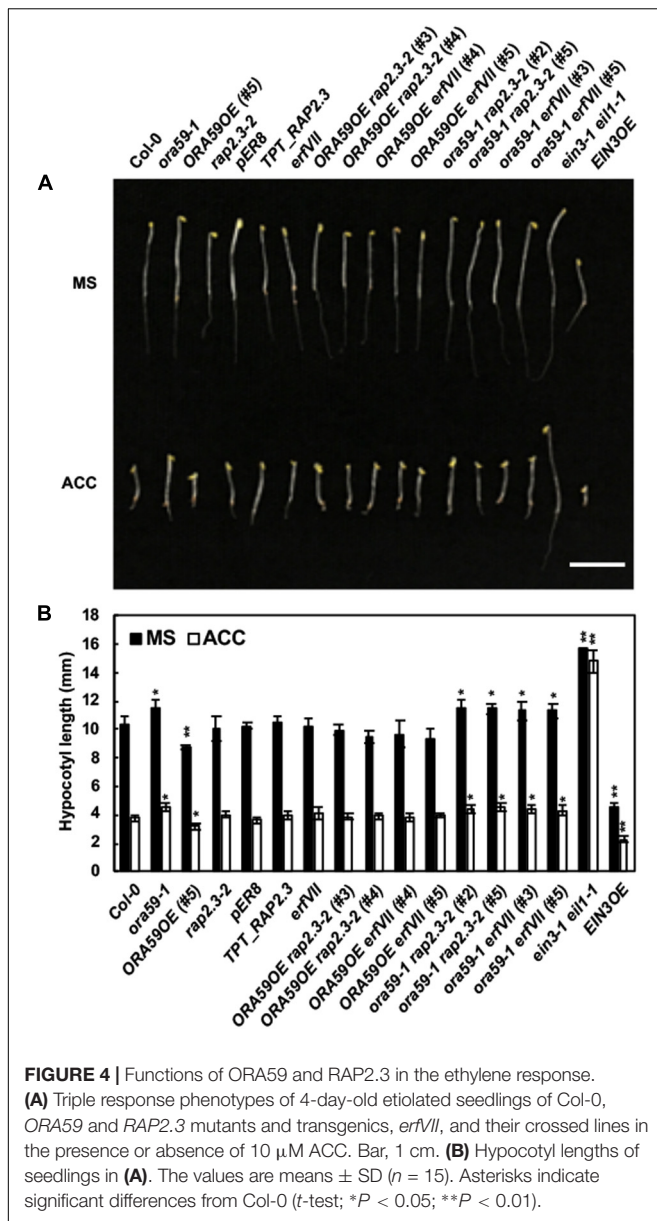 Col-0
ora59-1
ORA59OE (#5)
rap2.3-2
pER8
TPT_RAP2.3
erfVII
ORA59OE rap2.3-2 (#3)
ORA59OE rap2.3-2 (#4)
ORA59OE erfVII (#4)
ORA59OE erfVII (#5)
ora59-1 rap2.3-2 (#2)
ora59-1 rap2.3-2 (#5)
ora59-1 erfVII (#3)
ora59-1 erfVII (#5)
ein3-1 eil1-1
EIN3OE
A
MS
ACC
B
MS ACC
Hypocotyl length (mm)
18
16
14
12
10
8
6
4
2
0
*
*
**
*
*
*
*
*
*
*
*
*
**
**
**
**
Col-0
ora59-1
ORA59OE (#5)
rap2.3-2
pER8
TPT_RAP2.3
erfVII
ORA59OE rap2.3-2 (#3)
ORA59OE rap2.3-2 (#4)
ORA59OE erfVII (#4)
ORA59OE erfVII (#5)
ora59-1 rap2.3-2 (#2)
ora59-1 rap2.3-2 (#5)
ora59-1 erfVII (#3)
ora59-1 erfVII (#5)
ein3-1 eil1-1
EIN3OE
FIGURE 4 | Functions of ORA59 and RAP2.3 in the ethylene response.
(A) Triple response phenotypes of 4-day-old etiolated seedlings of Col-0,
ORA59 and RAP2.3 mutants and transgenics, erfVII, and their crossed lines in
the presence or absence of 10 μM ACC. Bar, 1 cm. (B) Hypocotyl lengths of
seedlings in (A). The values are means ± SD (n = 15). Asterisks indicate
significant differences from Col-0 (t-test; *P < 0.05; **P < 0.01).